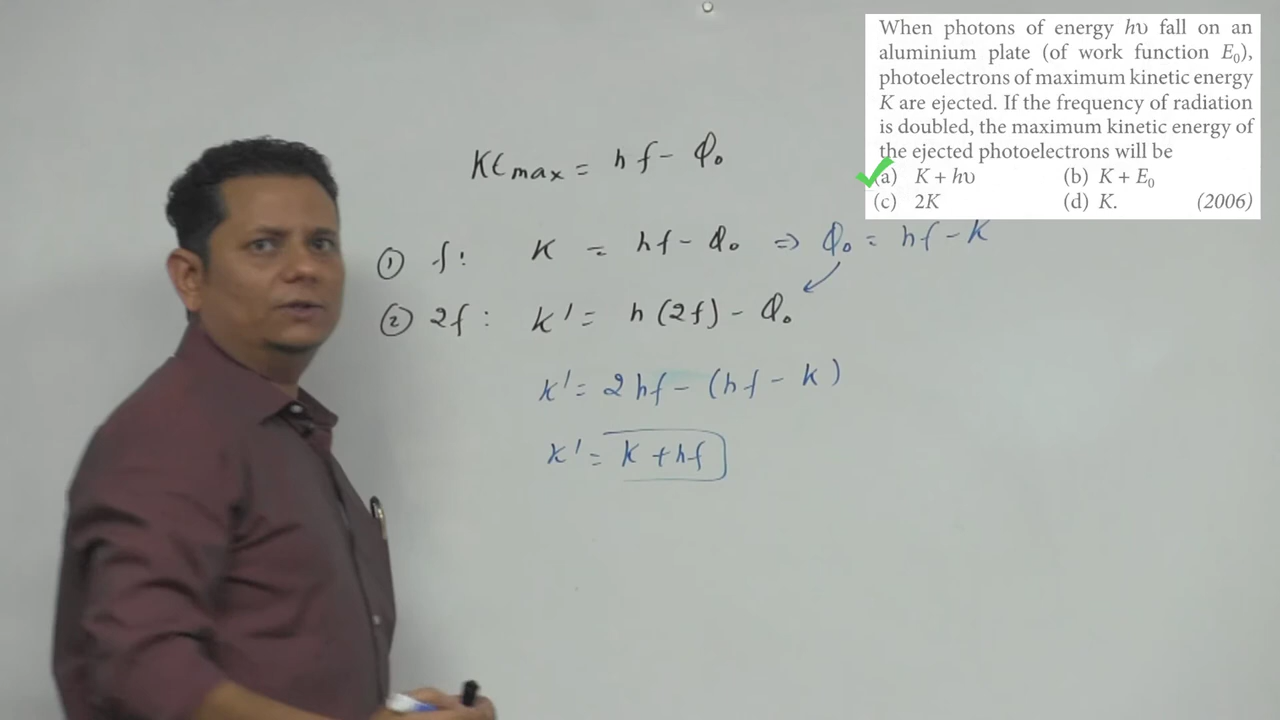 When photons of energy hυ fall on an
aluminium plate (of work function E₀),
photoelectrons of maximum kinetic energy
K are ejected. If the frequency of radiation
is doubled, the maximum kinetic energy of
the ejected photoelectrons will be
(a) K + hυ (b) K + E₀
(c) 2K (d) K. (2006)
KEmax = hf - Φ₀
① f: K = hf - Φ₀ ⇒ Φ₀ = hf - K
② 2f: K' = h(2f) - Φ₀
K' = 2hf - (hf - K)
K' = K + hf